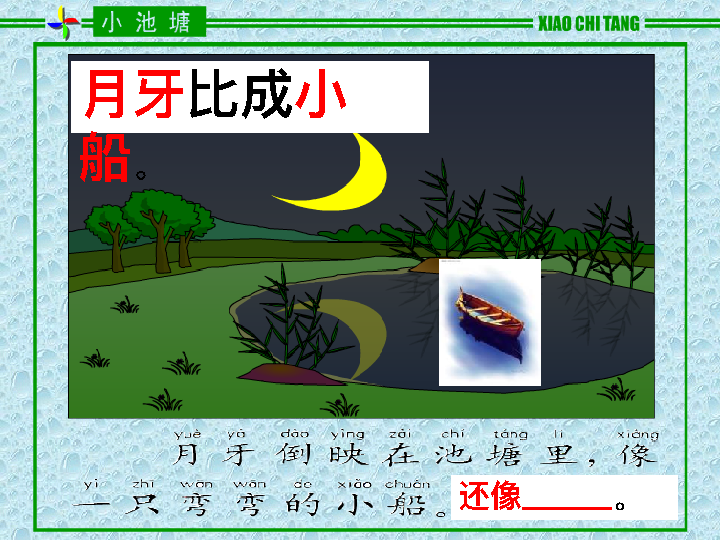 小池塘
XIAO CHI TANG
月牙比成小
船。
yuè yá dào yìng zài chí táng lǐ xiàng
月牙倒映在池塘里，像
yì zhī wān wān de xiǎo chuán
一只弯弯的小船。
还像______。